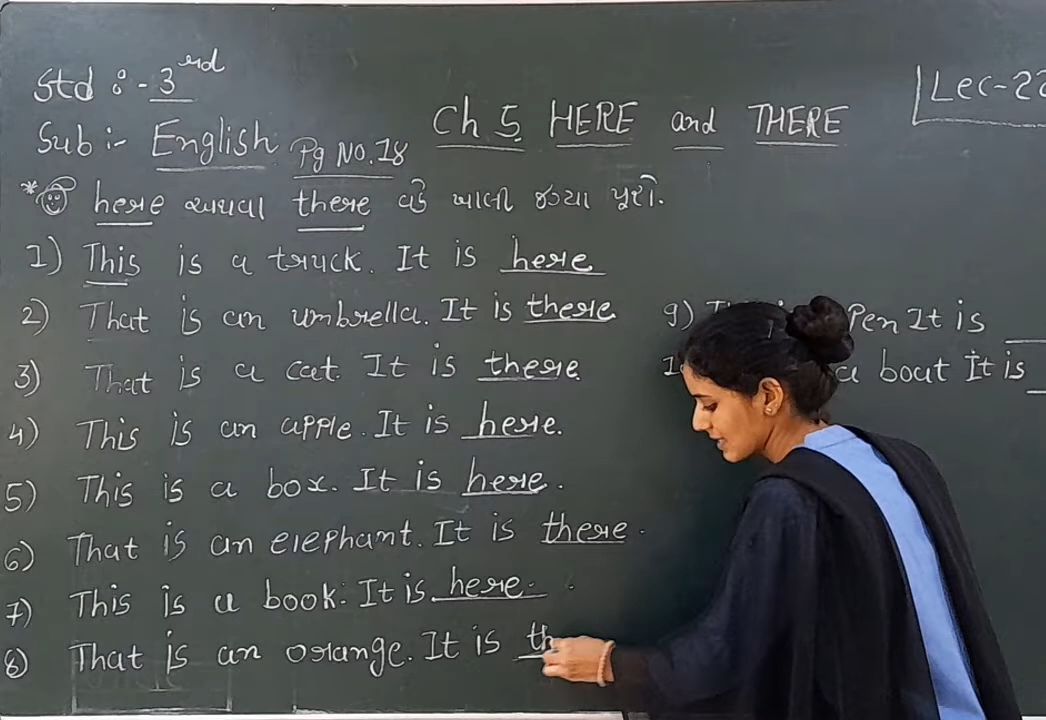 Std :- 3rd
Sub :- English Pg No. 18
Ch 5 HERE and THERE
Lec-22
* here અથવા there વડે ખાલી જગ્યા પૂરો.
1) This is a truck. It is here
2) That is an umbrella. It is there
3) That is a cat. It is there.
4) This is an apple. It is here.
5) This is a box. It is here.
6) That is an elephant. It is there.
7) This is a book. It is here.
8) That is an orange. It is th
9) Pen It is
a boat It is